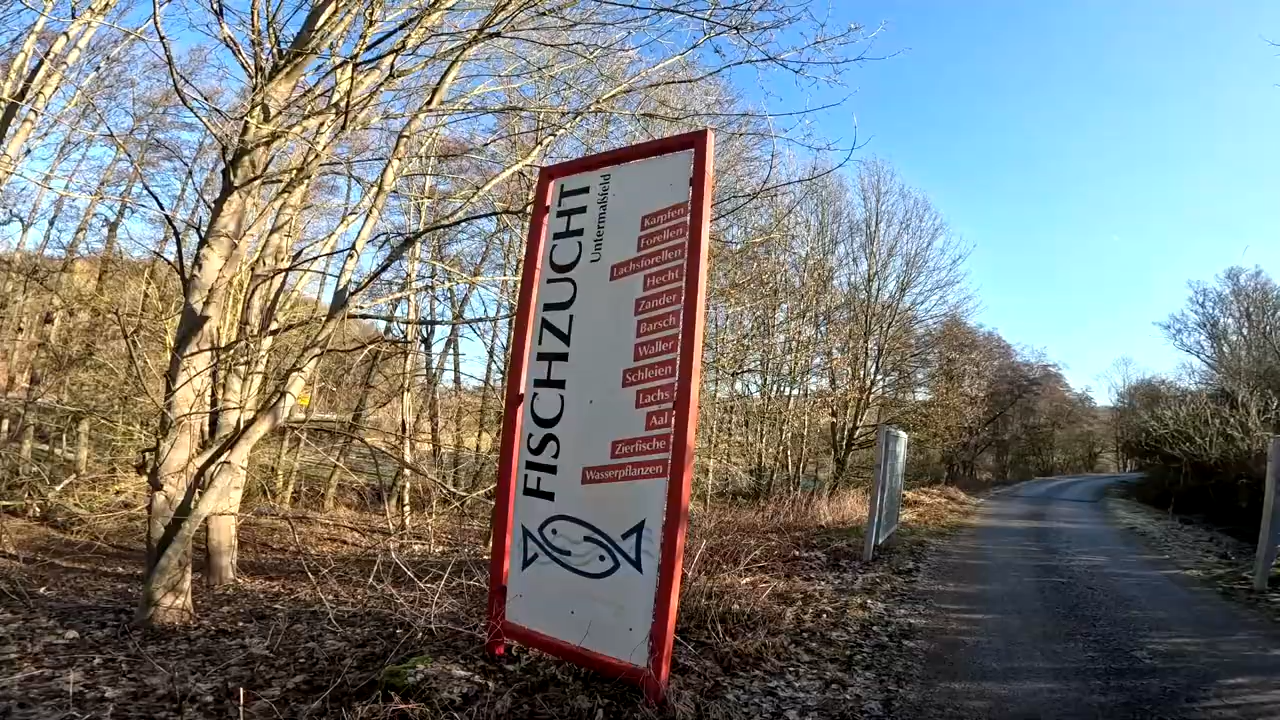 FISCHZUCHT
Untermaßfeld
Karpfen
Forellen
Lachsforellen
Hecht
Zander
Barsch
Waller
Schleien
Lachs
Aal
Zierfische
Wasserpflanzen